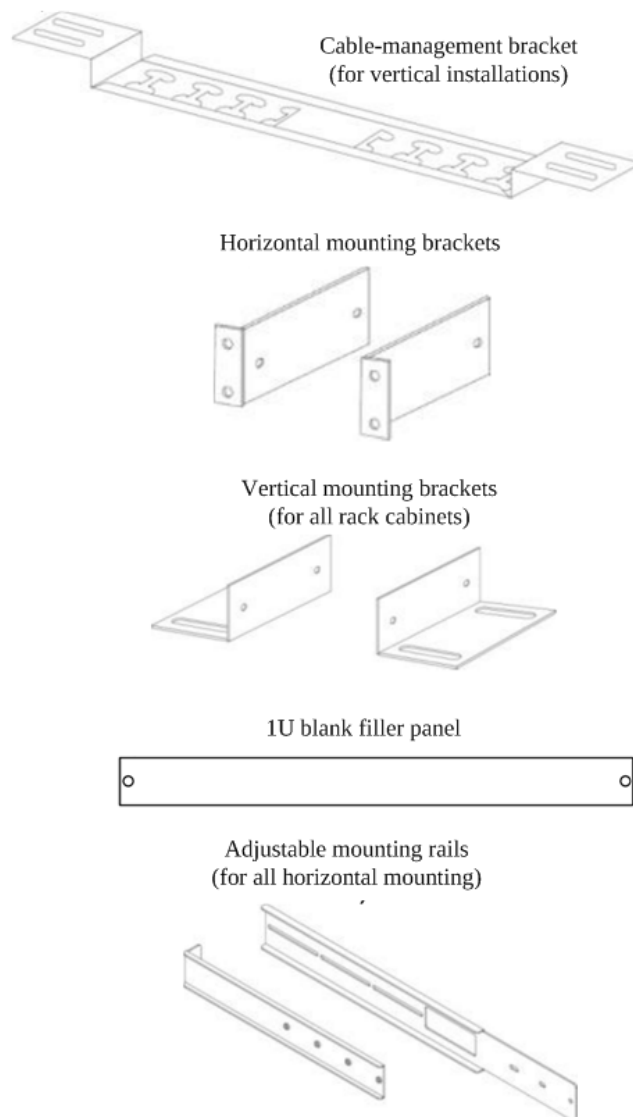 Cable-management bracket
(for vertical installations)
Horizontal mounting brackets
Vertical mounting brackets
(for all rack cabinets)
1U blank filler panel
Adjustable mounting rails
(for all horizontal mounting)